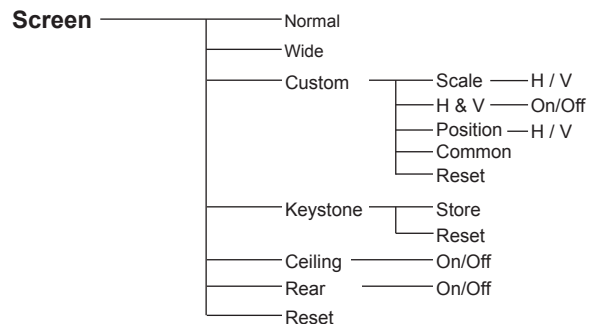 Screen Normal
Wide
Custom Scale H / V
H & V On/Off
Position H / V
Common
Reset
Keystone Store
Reset
Ceiling On/Off
Rear On/Off
Reset